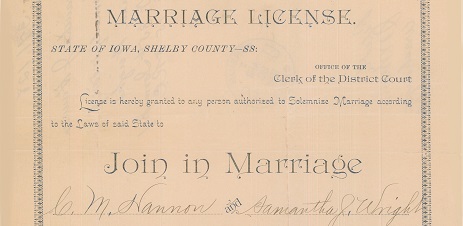 MARRIAGE LICENSE.
STATE OF IOWA, SHELBY COUNTY—SS:
OFFICE OF THE
Clerk of the District Court
License is hereby granted to any person authorized to Solemnize Marriage according
to the Laws of said State to
Join in Marriage
C. M. Hannon and Samantha J. Wright